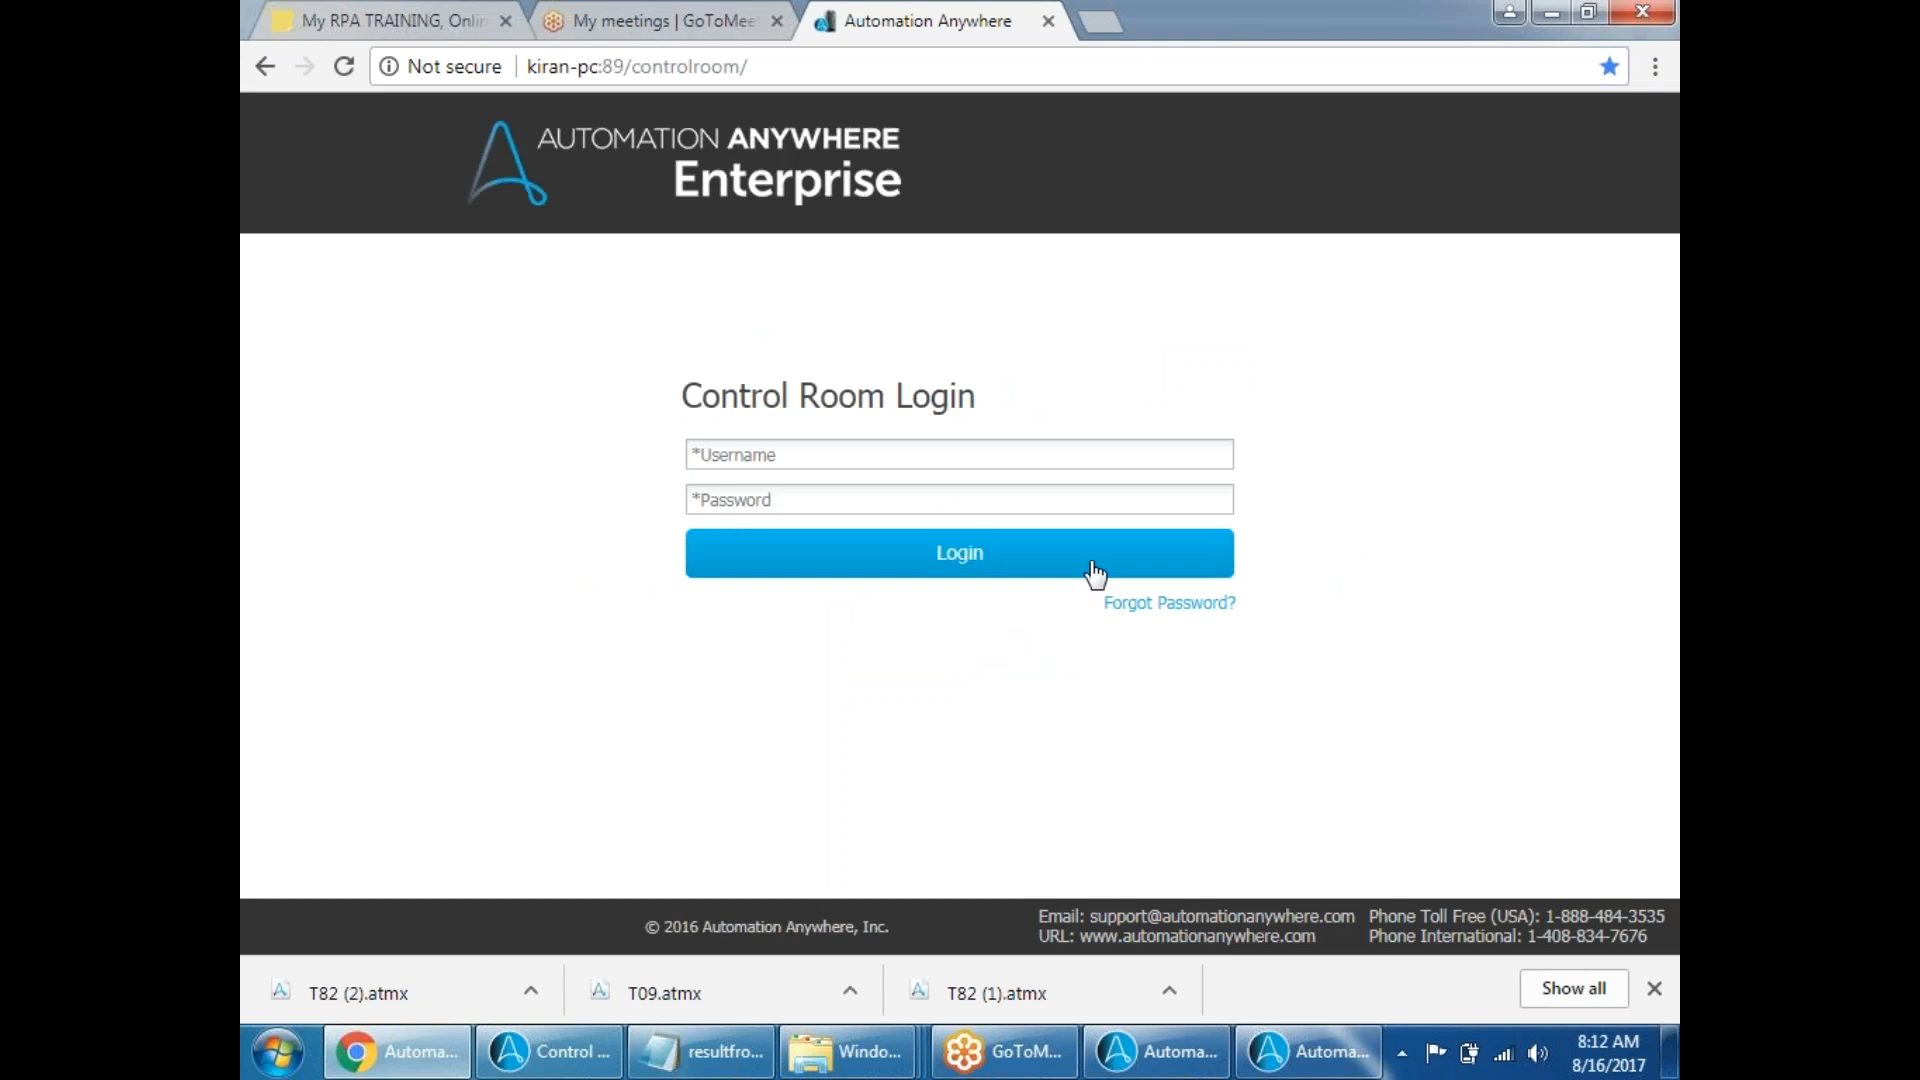 My RPA TRAINING, Onlin
My meetings | GoToMee
Automation Anywhere
Not secure
kiran-pc:89/controlroom/
AUTOMATION ANYWHERE
Enterprise
Control Room Login
*Username
*Password
Login
Forgot Password?
© 2016 Automation Anywhere, Inc.
Email: support@automationanywhere.com
URL: www.automationanywhere.com
Phone Toll Free (USA): 1-888-484-3535
Phone International: 1-408-834-7676
T82 (2).atmx
T09.atmx
T82 (1).atmx
Show all
Automa...
Control ...
resultfro...
Windo...
GoToM...
Automa...
Automa...
8:12 AM
8/16/2017